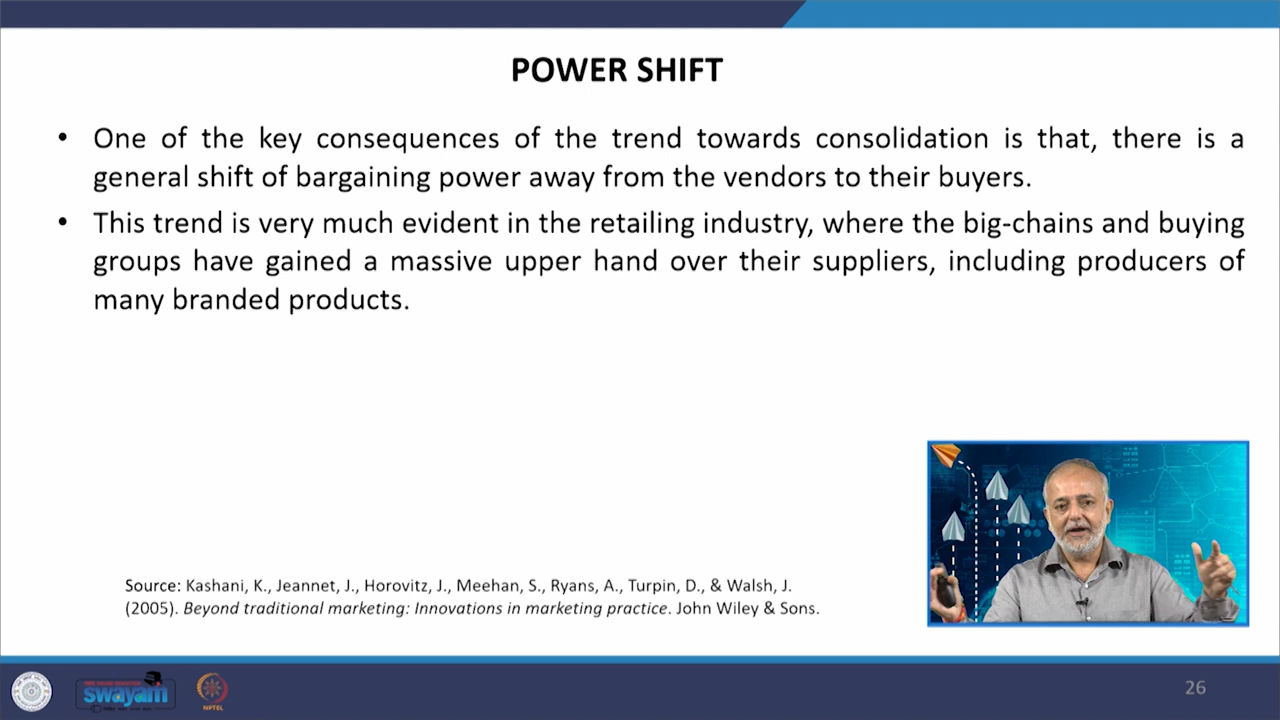 POWER SHIFT
• One of the key consequences of the trend towards consolidation is that, there is a
general shift of bargaining power away from the vendors to their buyers.
• This trend is very much evident in the retailing industry, where the big-chains and buying
groups have gained a massive upper hand over their suppliers, including producers of
many branded products.
Source: Kashani, K., Jeannet, J., Horovitz, J., Meehan, S., Ryans, A., Turpin, D., & Walsh, J.
(2005). Beyond traditional marketing: Innovations in marketing practice. John Wiley & Sons.
swayam
NPTEL
26